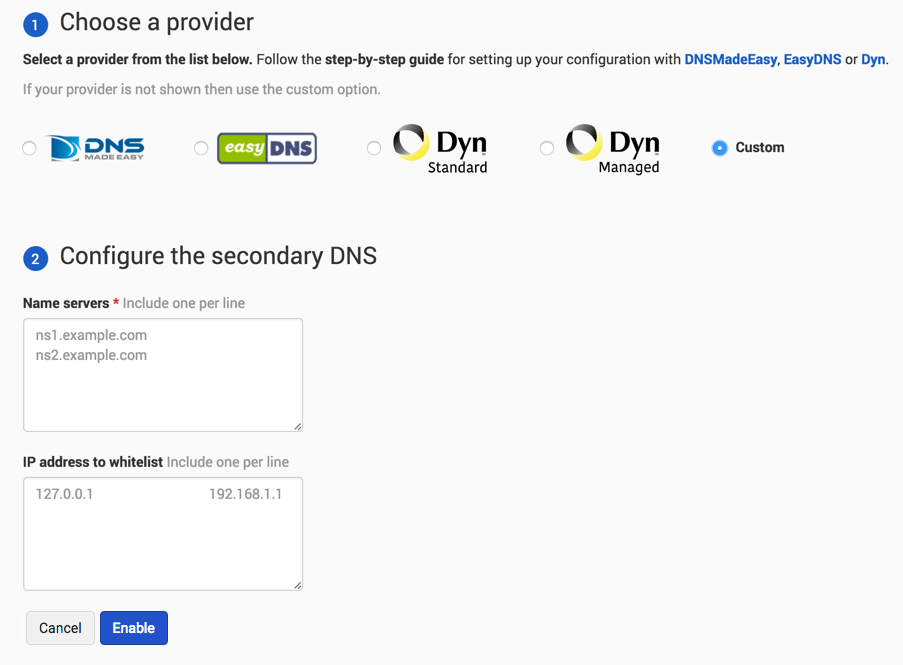 1 Choose a provider
Select a provider from the list below. Follow the step-by-step guide for setting up your configuration with DNSMadeEasy, EasyDNS or Dyn.
If your provider is not shown then use the custom option.
DNS
MADE EASY
easyDNS
Dyn
Standard
Dyn
Managed
Custom
2 Configure the secondary DNS
Name servers * Include one per line
ns1.example.com
ns2.example.com
IP address to whitelist Include one per line
127.0.0.1 192.168.1.1
Cancel Enable